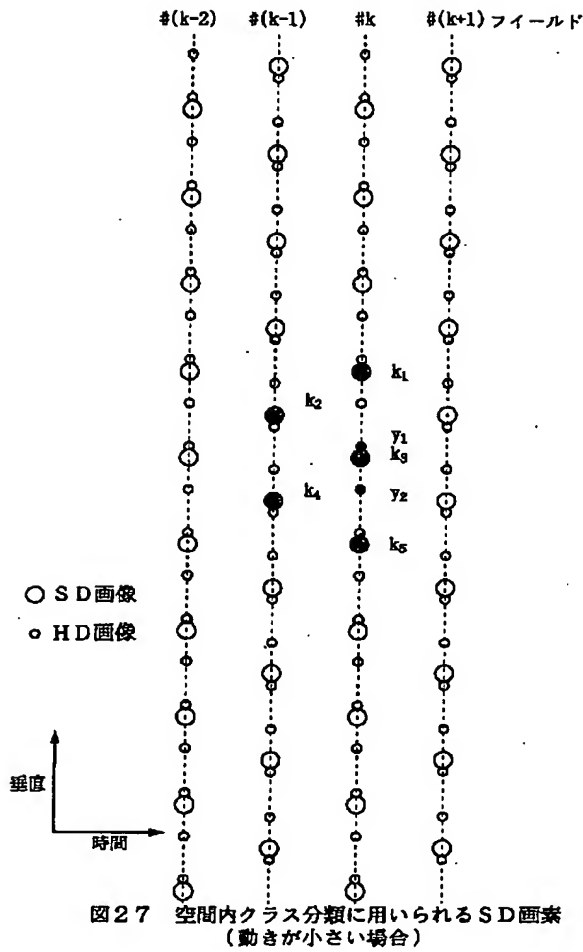 #(k-2) #(k-1) #k #(k+1) フィールド
k₁
k₂
y₁
k₃
k₄
y₂
k₅
○ SD画像
○ HD画像
垂直
時間
図27 空間内クラス分類に用いられるSD画素
(動きが小さい場合)